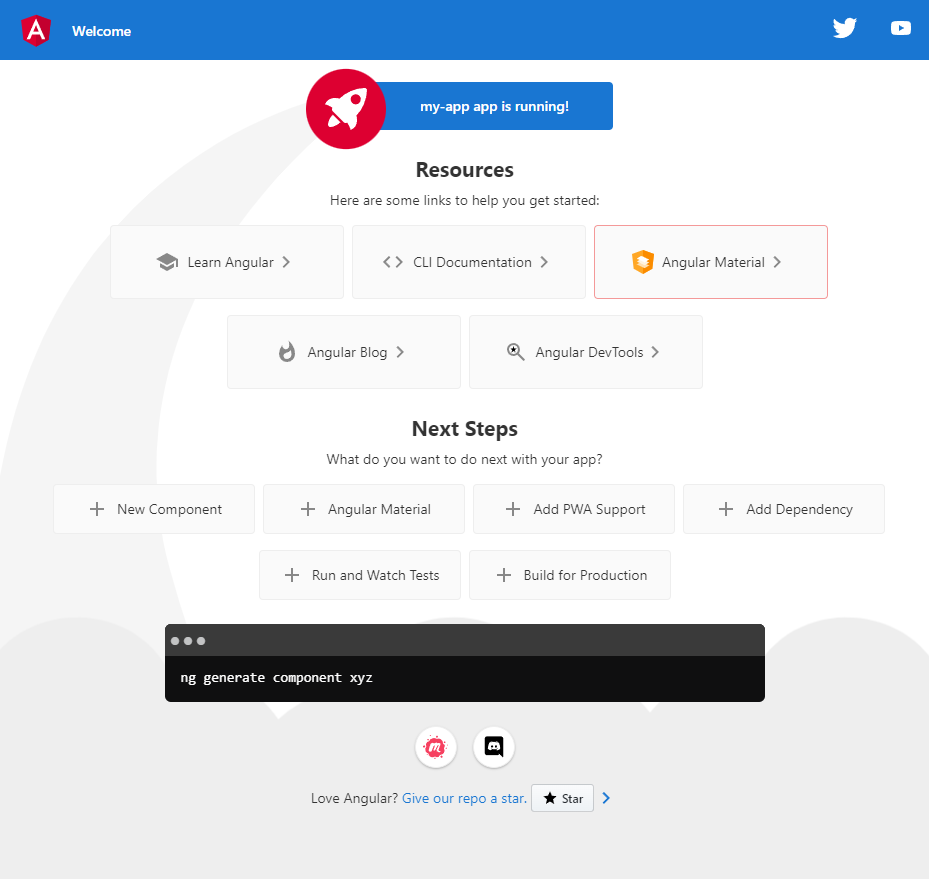 Welcome
my-app app is running!
Resources
Here are some links to help you get started:
Learn Angular
CLI Documentation
Angular Material
Angular Blog
Angular DevTools
Next Steps
What do you want to do next with your app?
New Component
Angular Material
Add PWA Support
Add Dependency
Run and Watch Tests
Build for Production
ng generate component xyz
Love Angular? Give our repo a star. Star